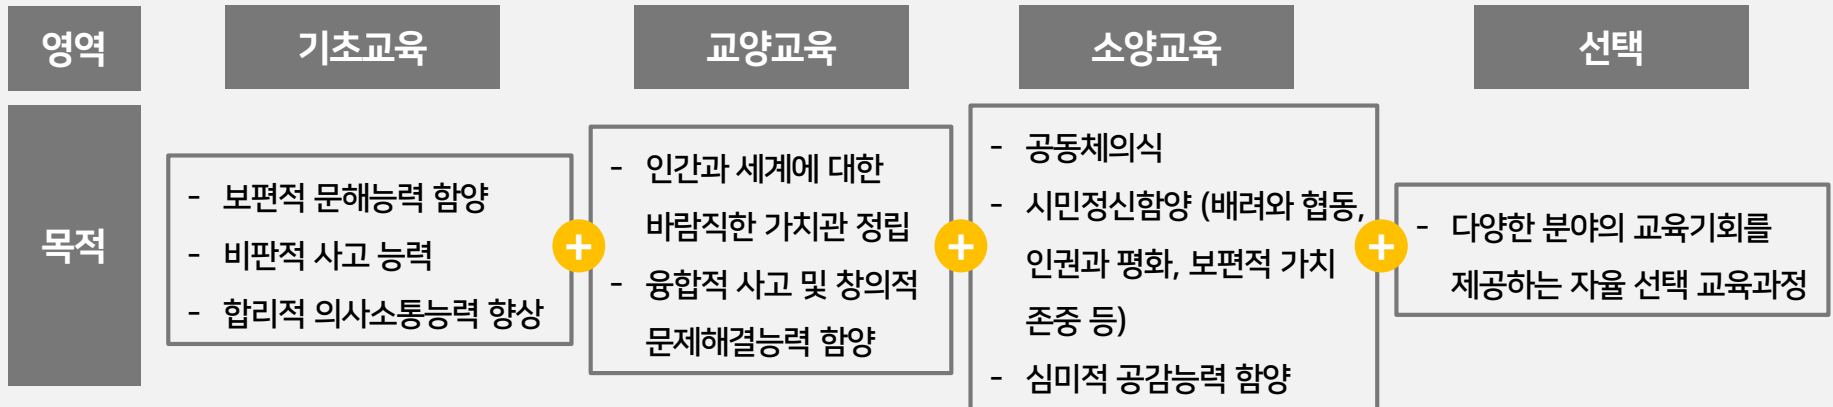 영역
기초교육
교양교육
소양교육
선택
목적
- 보편적 문해능력 함양
- 비판적 사고 능력
- 합리적 의사소통능력 향상
+
- 인간과 세계에 대한
바람직한 가치관 정립
- 융합적 사고 및 창의적
문제해결능력 함양
+
- 공동체의식
- 시민정신함양 (배려와 협동,
인권과 평화, 보편적 가치
존중 등)
- 심미적 공감능력 함양
+
- 다양한 분야의 교육기회를
제공하는 자율 선택 교육과정